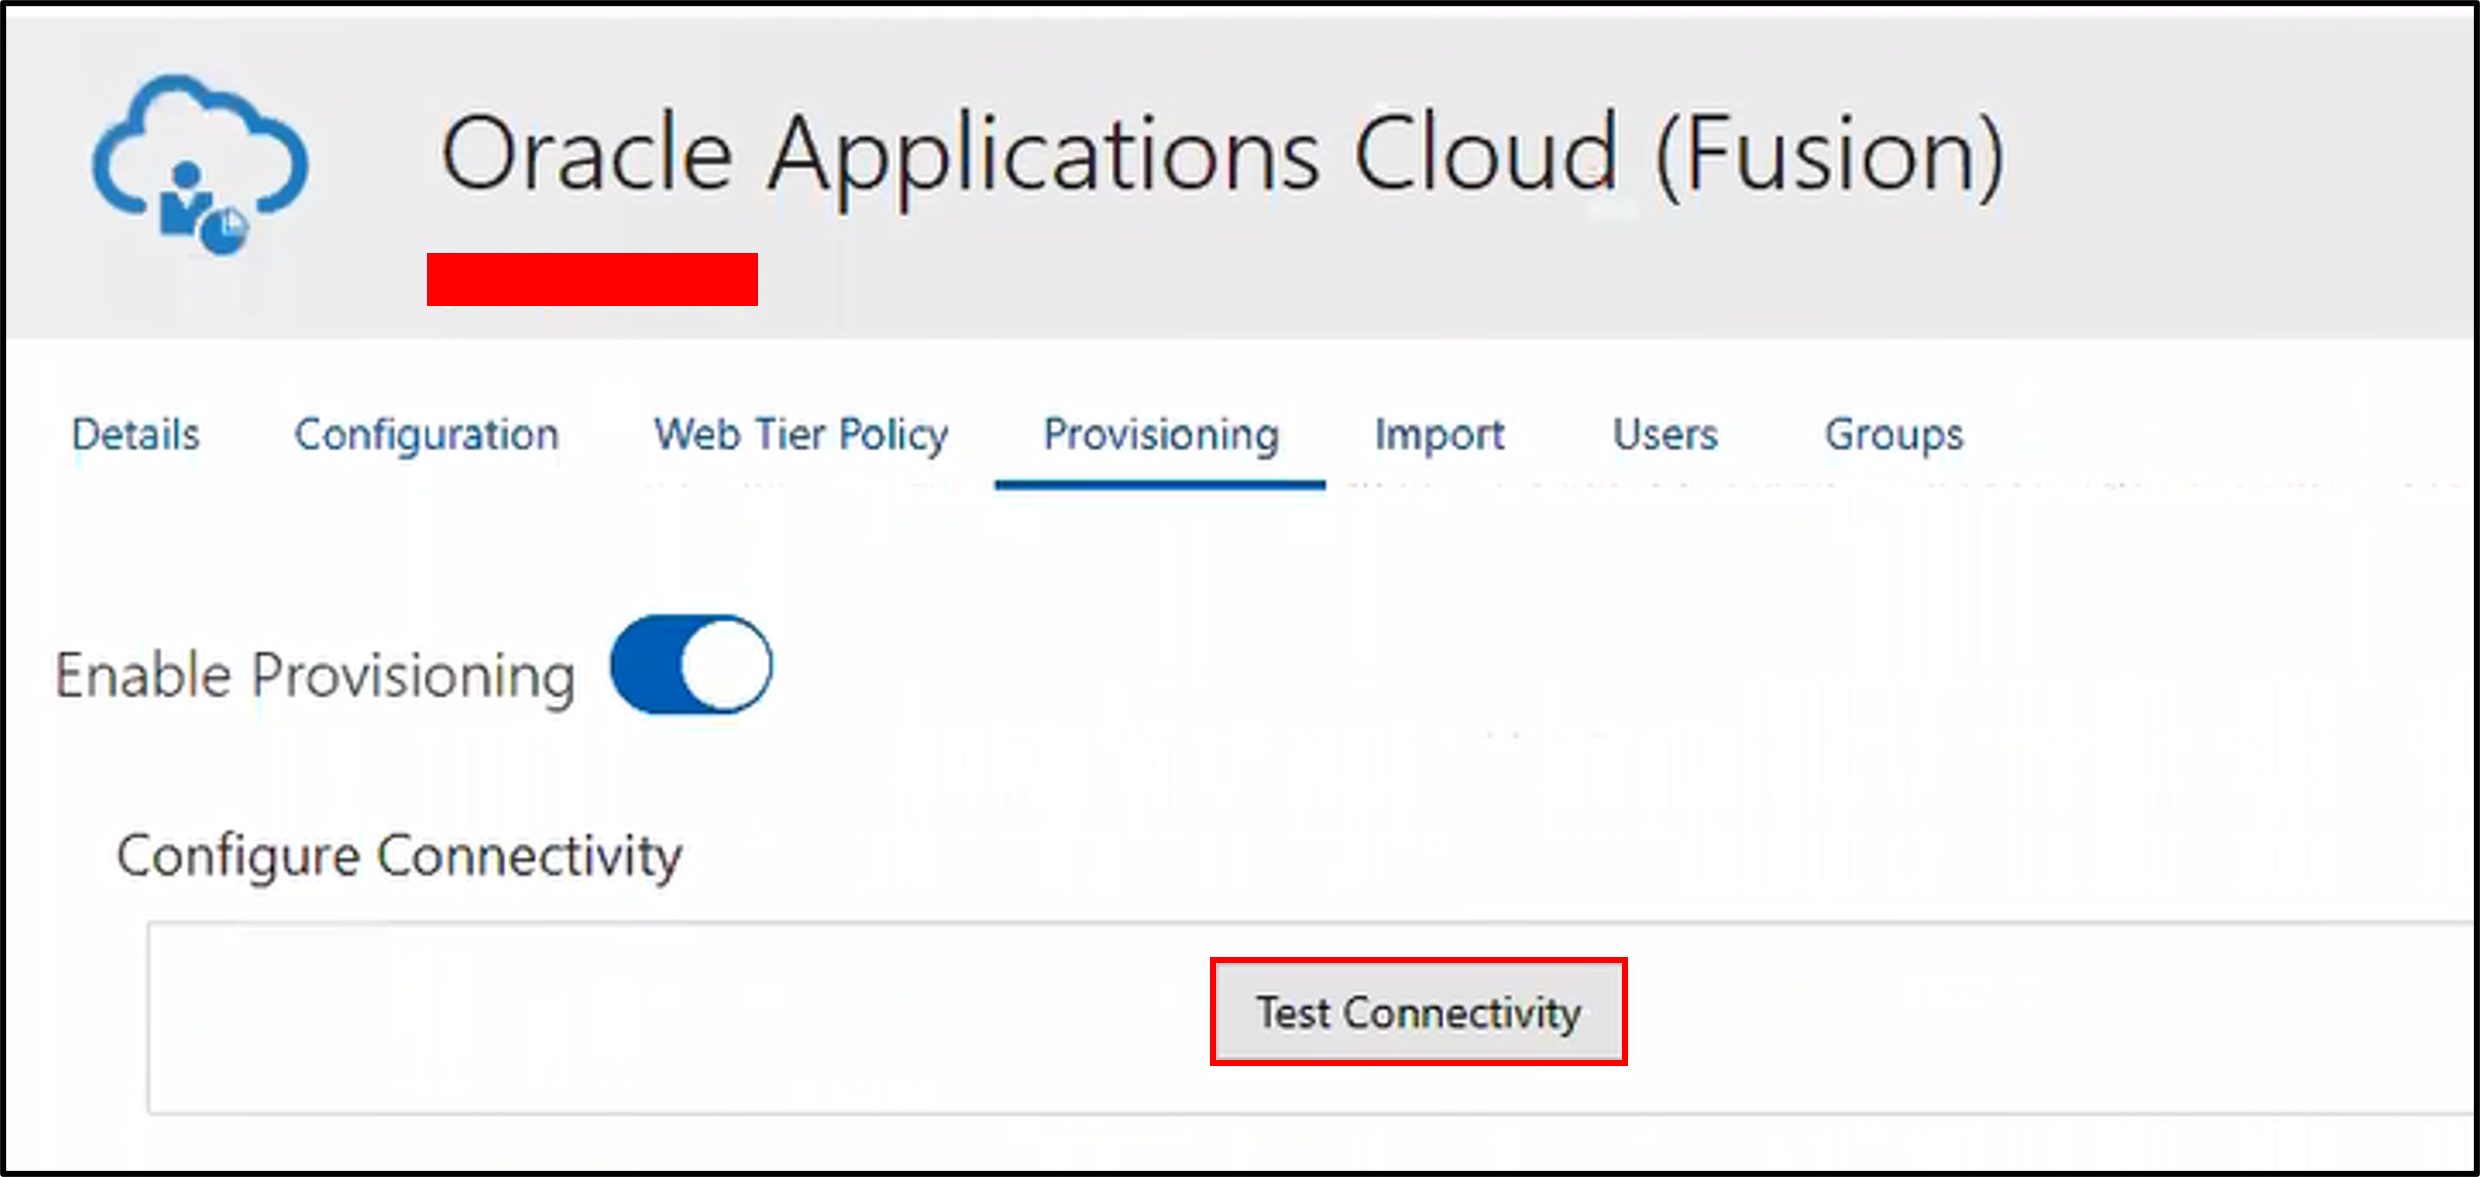 Oracle Applications Cloud (Fusion)
Details Configuration Web Tier Policy Provisioning Import Users Groups
Enable Provisioning
Configure Connectivity
Test Connectivity